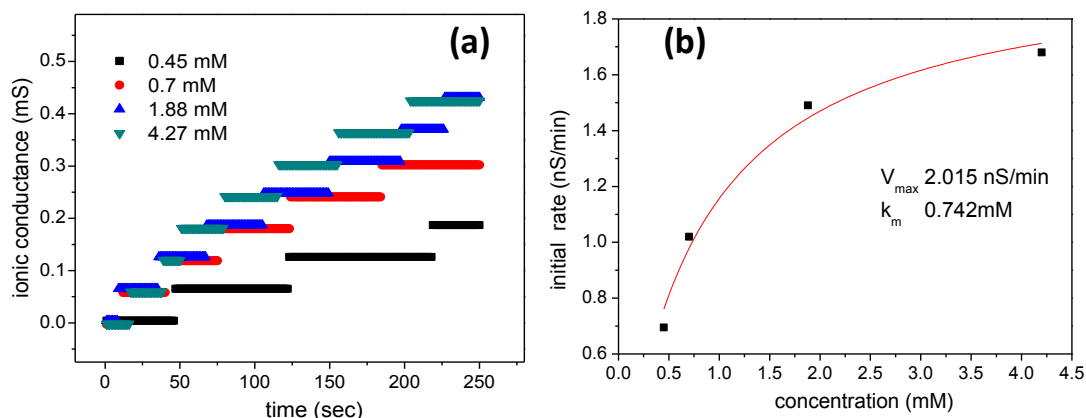 (a)
0.45 mM
0.7 mM
1.88 mM
4.27 mM
ionic conductance (mS)
0.5
0.4
0.3
0.2
0.1
0.0
0 50 100 150 200 250
time (sec)
(b)
initial rate (nS/min)
1.8
1.6
1.4
1.2
1.0
0.8
0.6
Vmax 2.015 nS/min
km 0.742mM
0.0 0.5 1.0 1.5 2.0 2.5 3.0 3.5 4.0 4.5
concentration (mM)